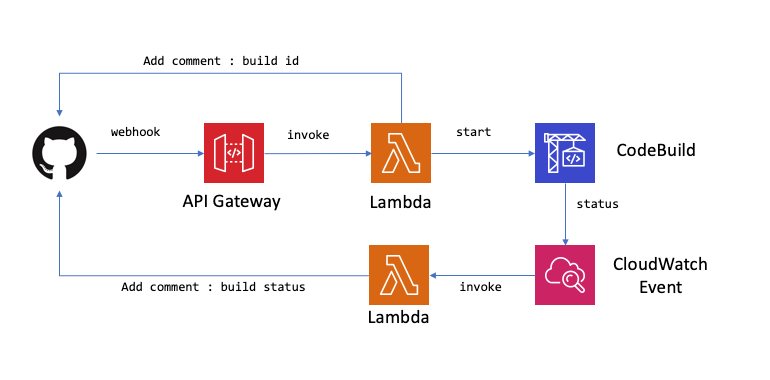 Add comment : build id
webhook
invoke
start
CodeBuild
API Gateway
Lambda
status
CloudWatch
Event
invoke
Add comment : build status
Lambda